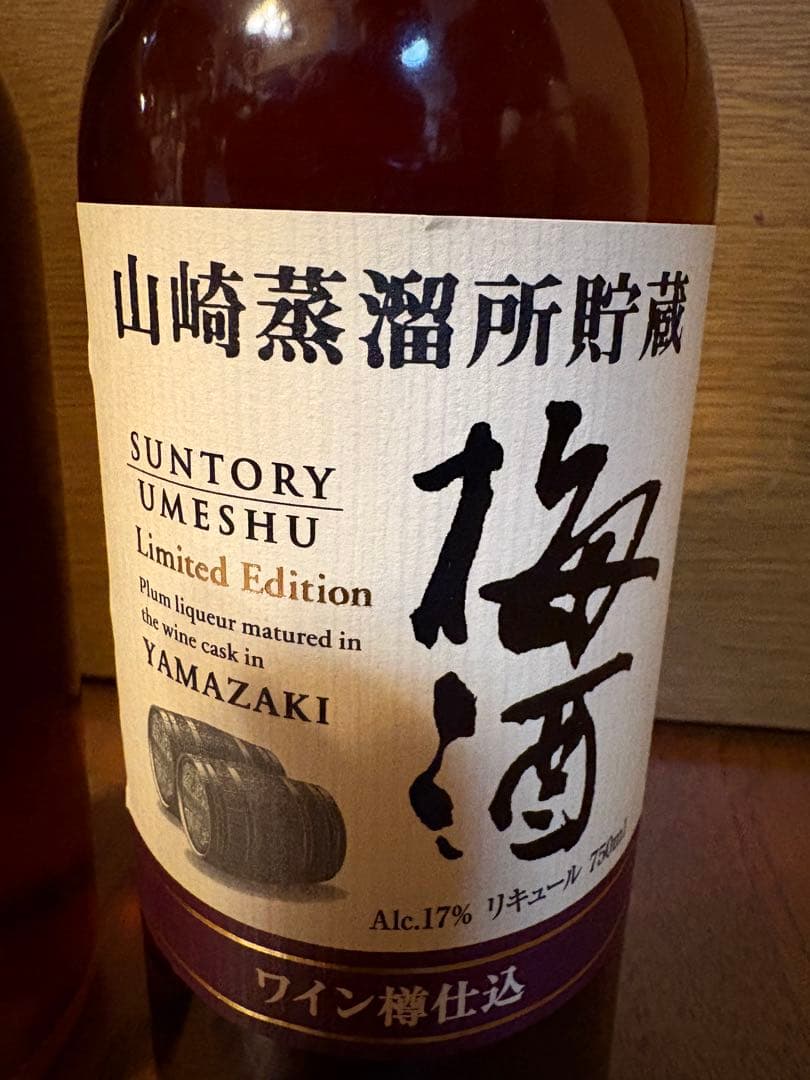 山崎蒸溜所貯蔵
梅酒
SUNTORY
UMESHU
Limited Edition
Plum liqueur matured in
the wine cask in
YAMAZAKI
Alc.17% リキュール 750ml
ワイン樽仕込